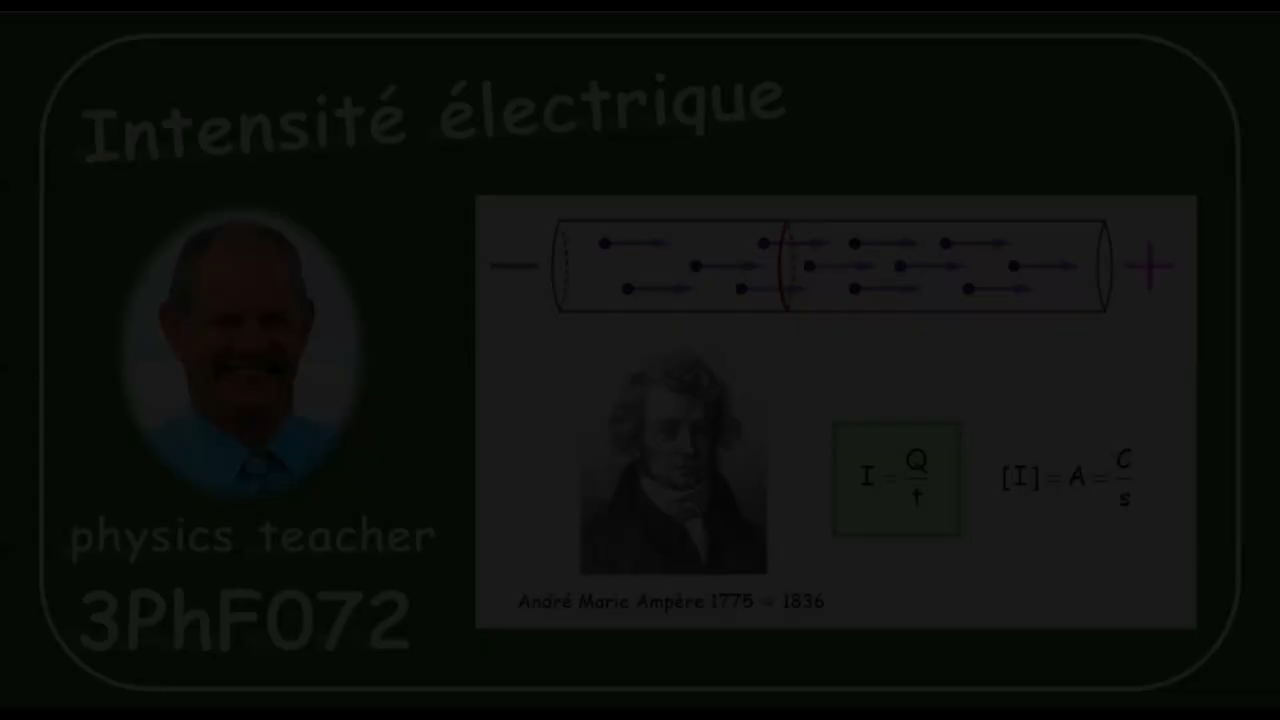 Intensité électrique
− +
I = Q/t [I] = A = C/s
physics teacher
3PhF072
André Marie Ampère 1775 – 1836